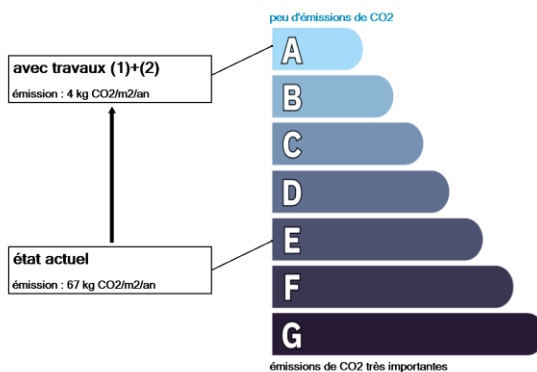 peu d'émissions de CO2
A
avec travaux (1)+(2)
émission : 4 kg CO2/m2/an
B
C
D
E
état actuel
émission : 67 kg CO2/m2/an
F
G
émissions de CO2 très importantes